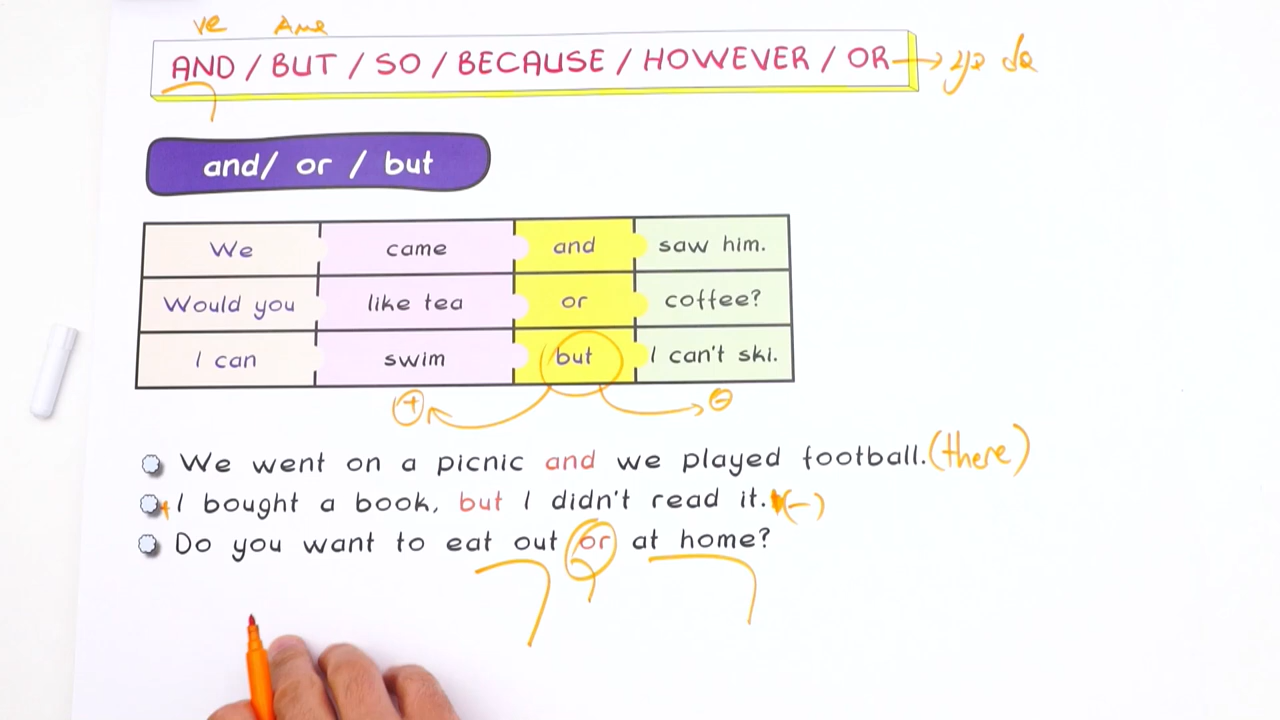 ve Ama
AND / BUT / SO / BECAUSE / HOWEVER / OR → ya da
and/ or / but
We came and saw him.
Would you like tea or coffee?
I can swim but I can't ski.
+ -
We went on a picnic and we played football. (there)
+ I bought a book, but I didn't read it. (-)
Do you want to eat out or at home?